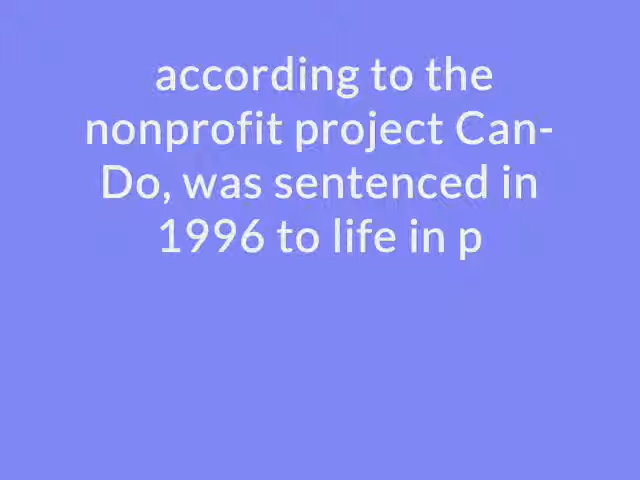 according to the
nonprofit project Can-
Do, was sentenced in
1996 to life in p